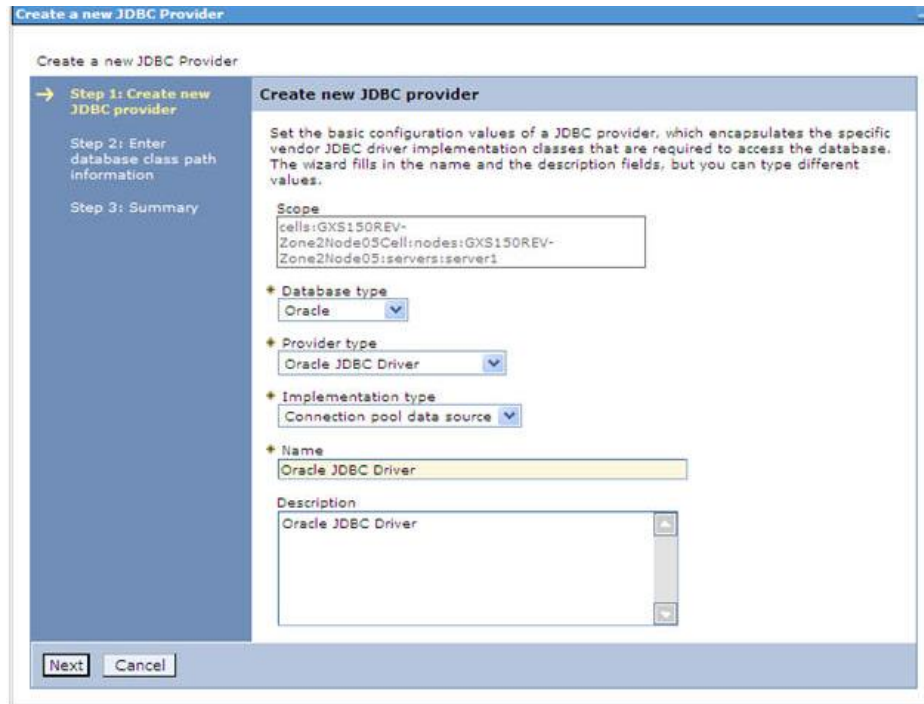 Create a new JDBC Provider
Create a new JDBC Provider
Step 1: Create new
JDBC provider
Step 2: Enter
database class path
information
Step 3: Summary
Create new JDBC provider
Set the basic configuration values of a JDBC provider, which encapsulates the specific
vendor JDBC driver implementation classes that are required to access the database.
The wizard fills in the name and the description fields, but you can type different
values.
Scope
cells:GXS150REV-
Zone2Node05Cell:nodes:GXS150REV-
Zone2Node05:servers:server1
Database type
Oracle
Provider type
Oracle JDBC Driver
Implementation type
Connection pool data source
Name
Oracle JDBC Driver
Description
Oracle JDBC Driver
Next
Cancel